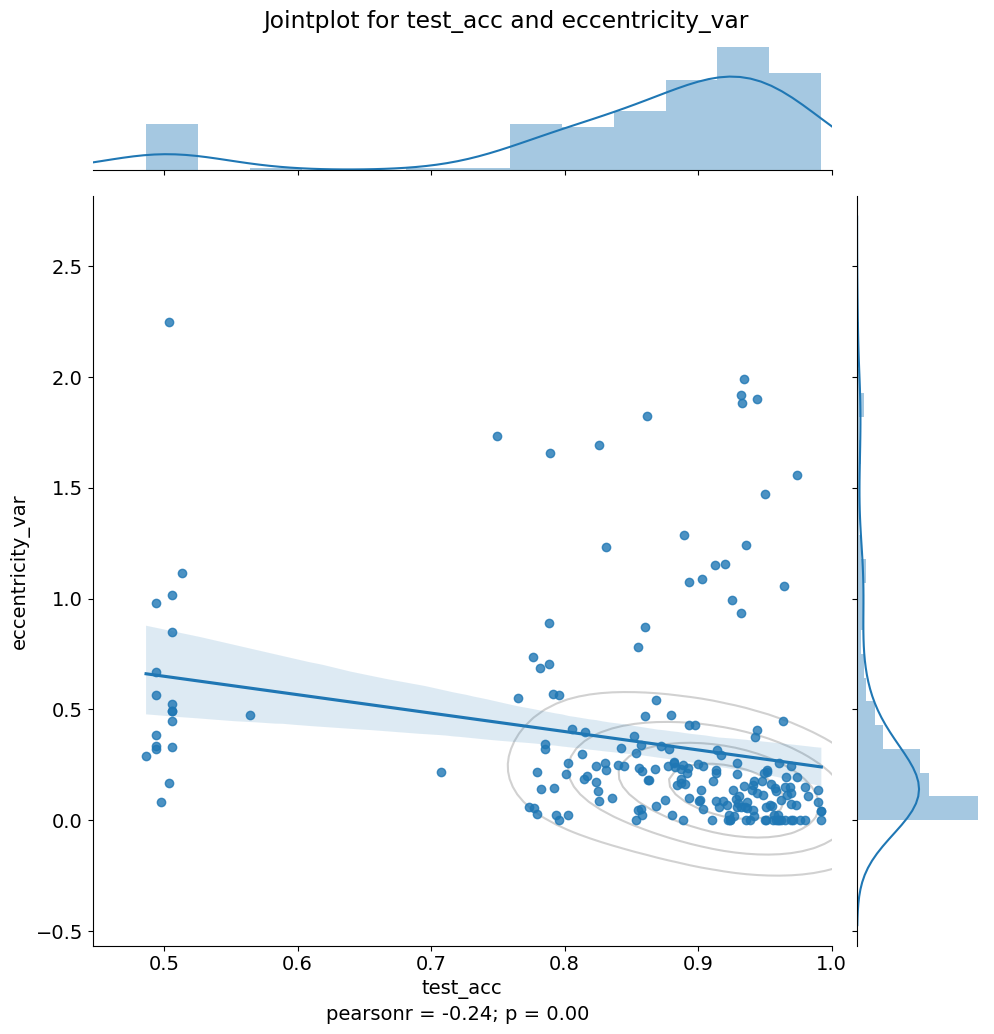 Jointplot for test_acc and eccentricity_var
eccentricity_var
2.5
2.0
1.5
1.0
0.5
0.0
−0.5
0.5 0.6 0.7 0.8 0.9 1.0
test_acc
pearsonr = -0.24; p = 0.00